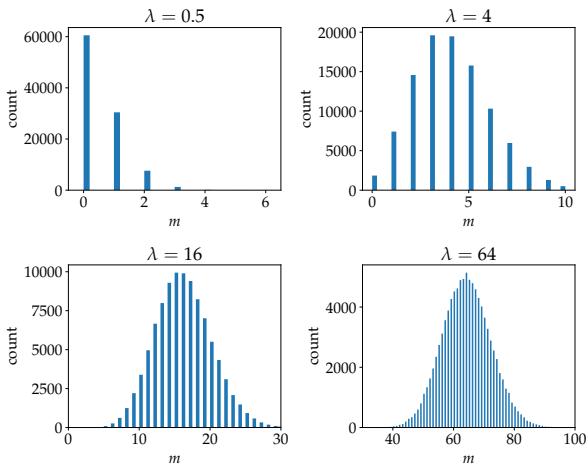 λ = 0.5
60000
40000
20000
0
count
0 2 4 6
m
λ = 4
20000
15000
10000
5000
0
count
0 5 10
m
λ = 16
10000
7500
5000
2500
0
count
0 10 20 30
m
λ = 64
4000
2000
0
count
40 60 80 100
m